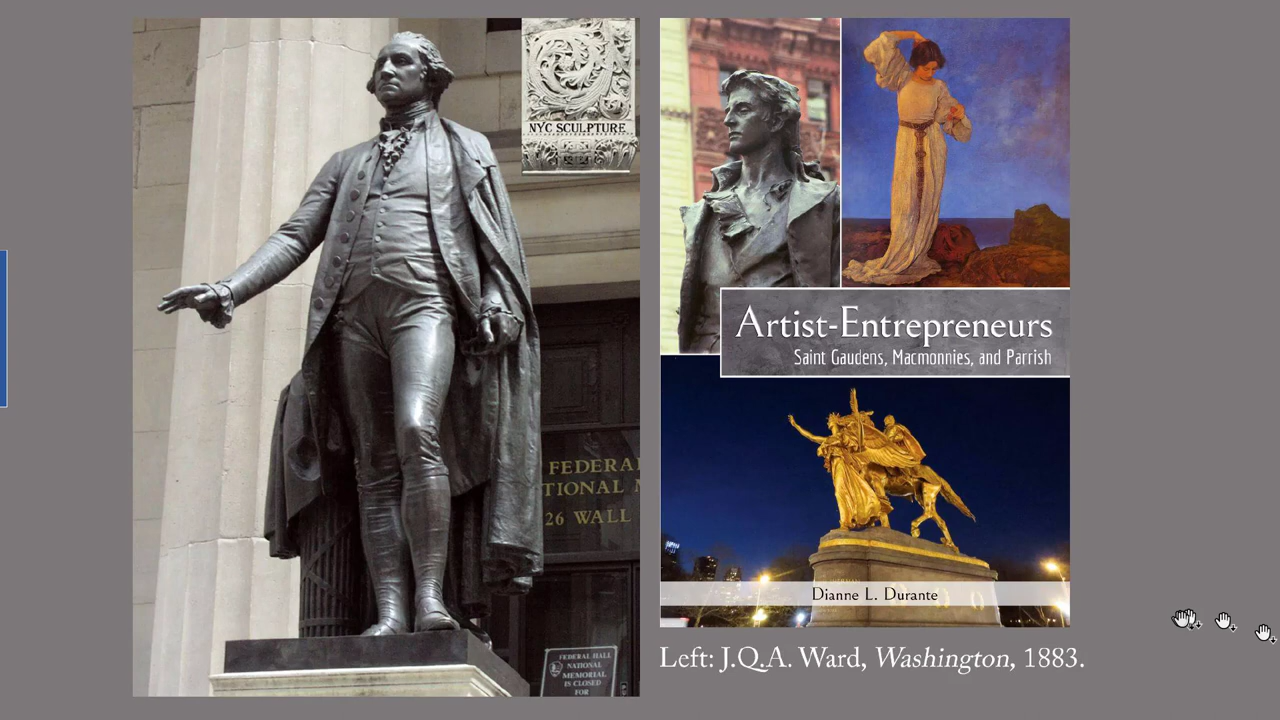 NYC SCULPTURE
FEDERA
TIONAL
26 WALL
FEDERAL HALL
NATIONAL
MEMORIAL
IS CLOSED
FOR
Artist-Entrepreneurs
Saint Gaudens, Macmonnies, and Parrish
Dianne L. Durante
Left: J.Q.A. Ward, Washington, 1883.